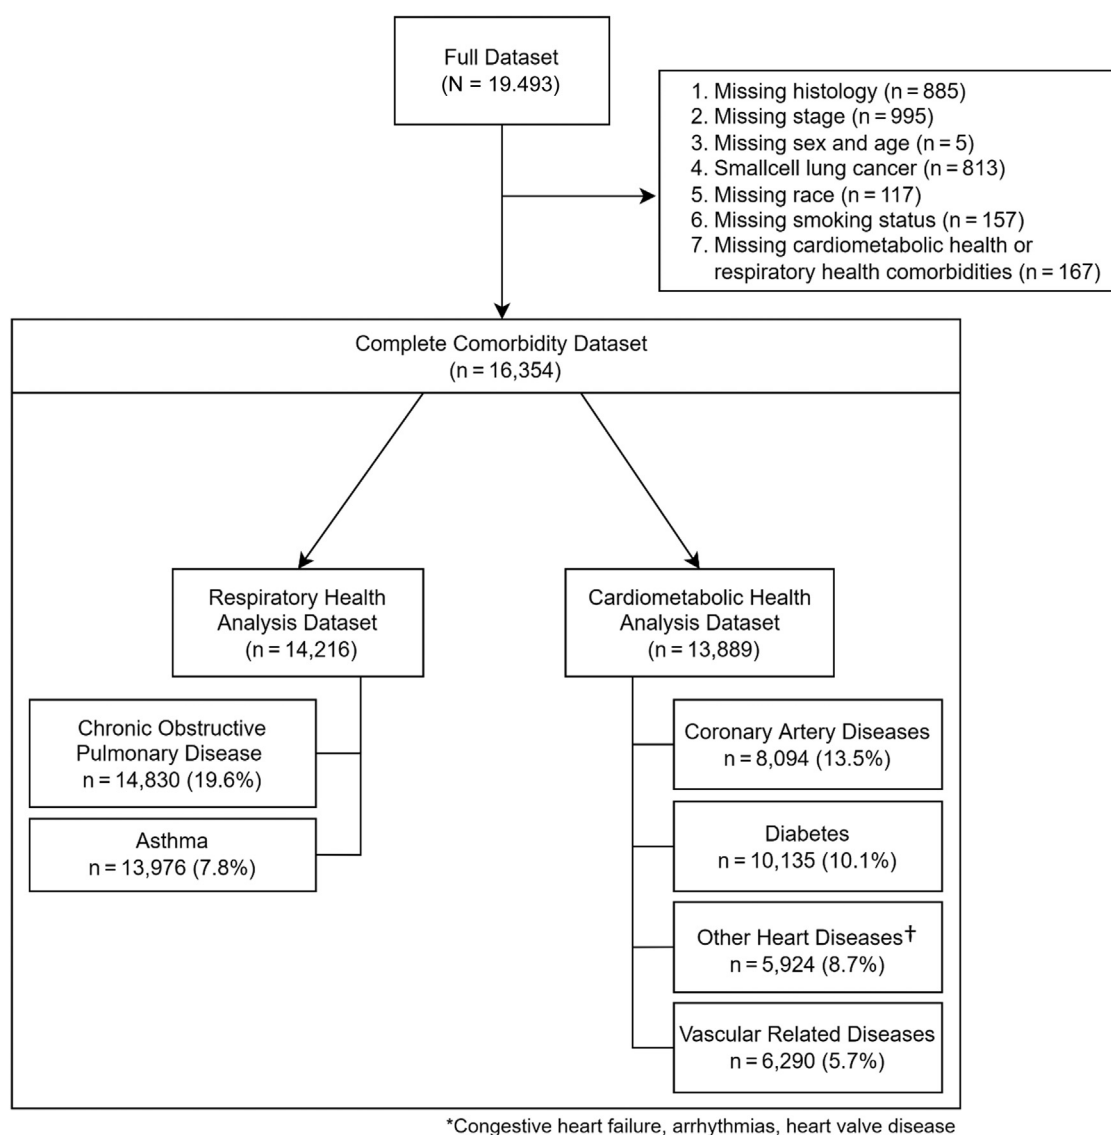 Full Dataset
(N = 19.493)
1. Missing histology (n = 885)
2. Missing stage (n = 995)
3. Missing sex and age (n = 5)
4. Smallcell lung cancer (n = 813)
5. Missing race (n = 117)
6. Missing smoking status (n = 157)
7. Missing cardiometabolic health or
respiratory health comorbidities (n = 167)
Complete Comorbidity Dataset
(n = 16,354)
Respiratory Health
Analysis Dataset
(n = 14,216)
Chronic Obstructive
Pulmonary Disease
n = 14,830 (19.6%)
Asthma
n = 13,976 (7.8%)
Cardiometabolic Health
Analysis Dataset
(n = 13,889)
Coronary Artery Diseases
n = 8,094 (13.5%)
Diabetes
n = 10,135 (10.1%)
Other Heart Diseases†
n = 5,924 (8.7%)
Vascular Related Diseases
n = 6,290 (5.7%)
*Congestive heart failure, arrhythmias, heart valve disease